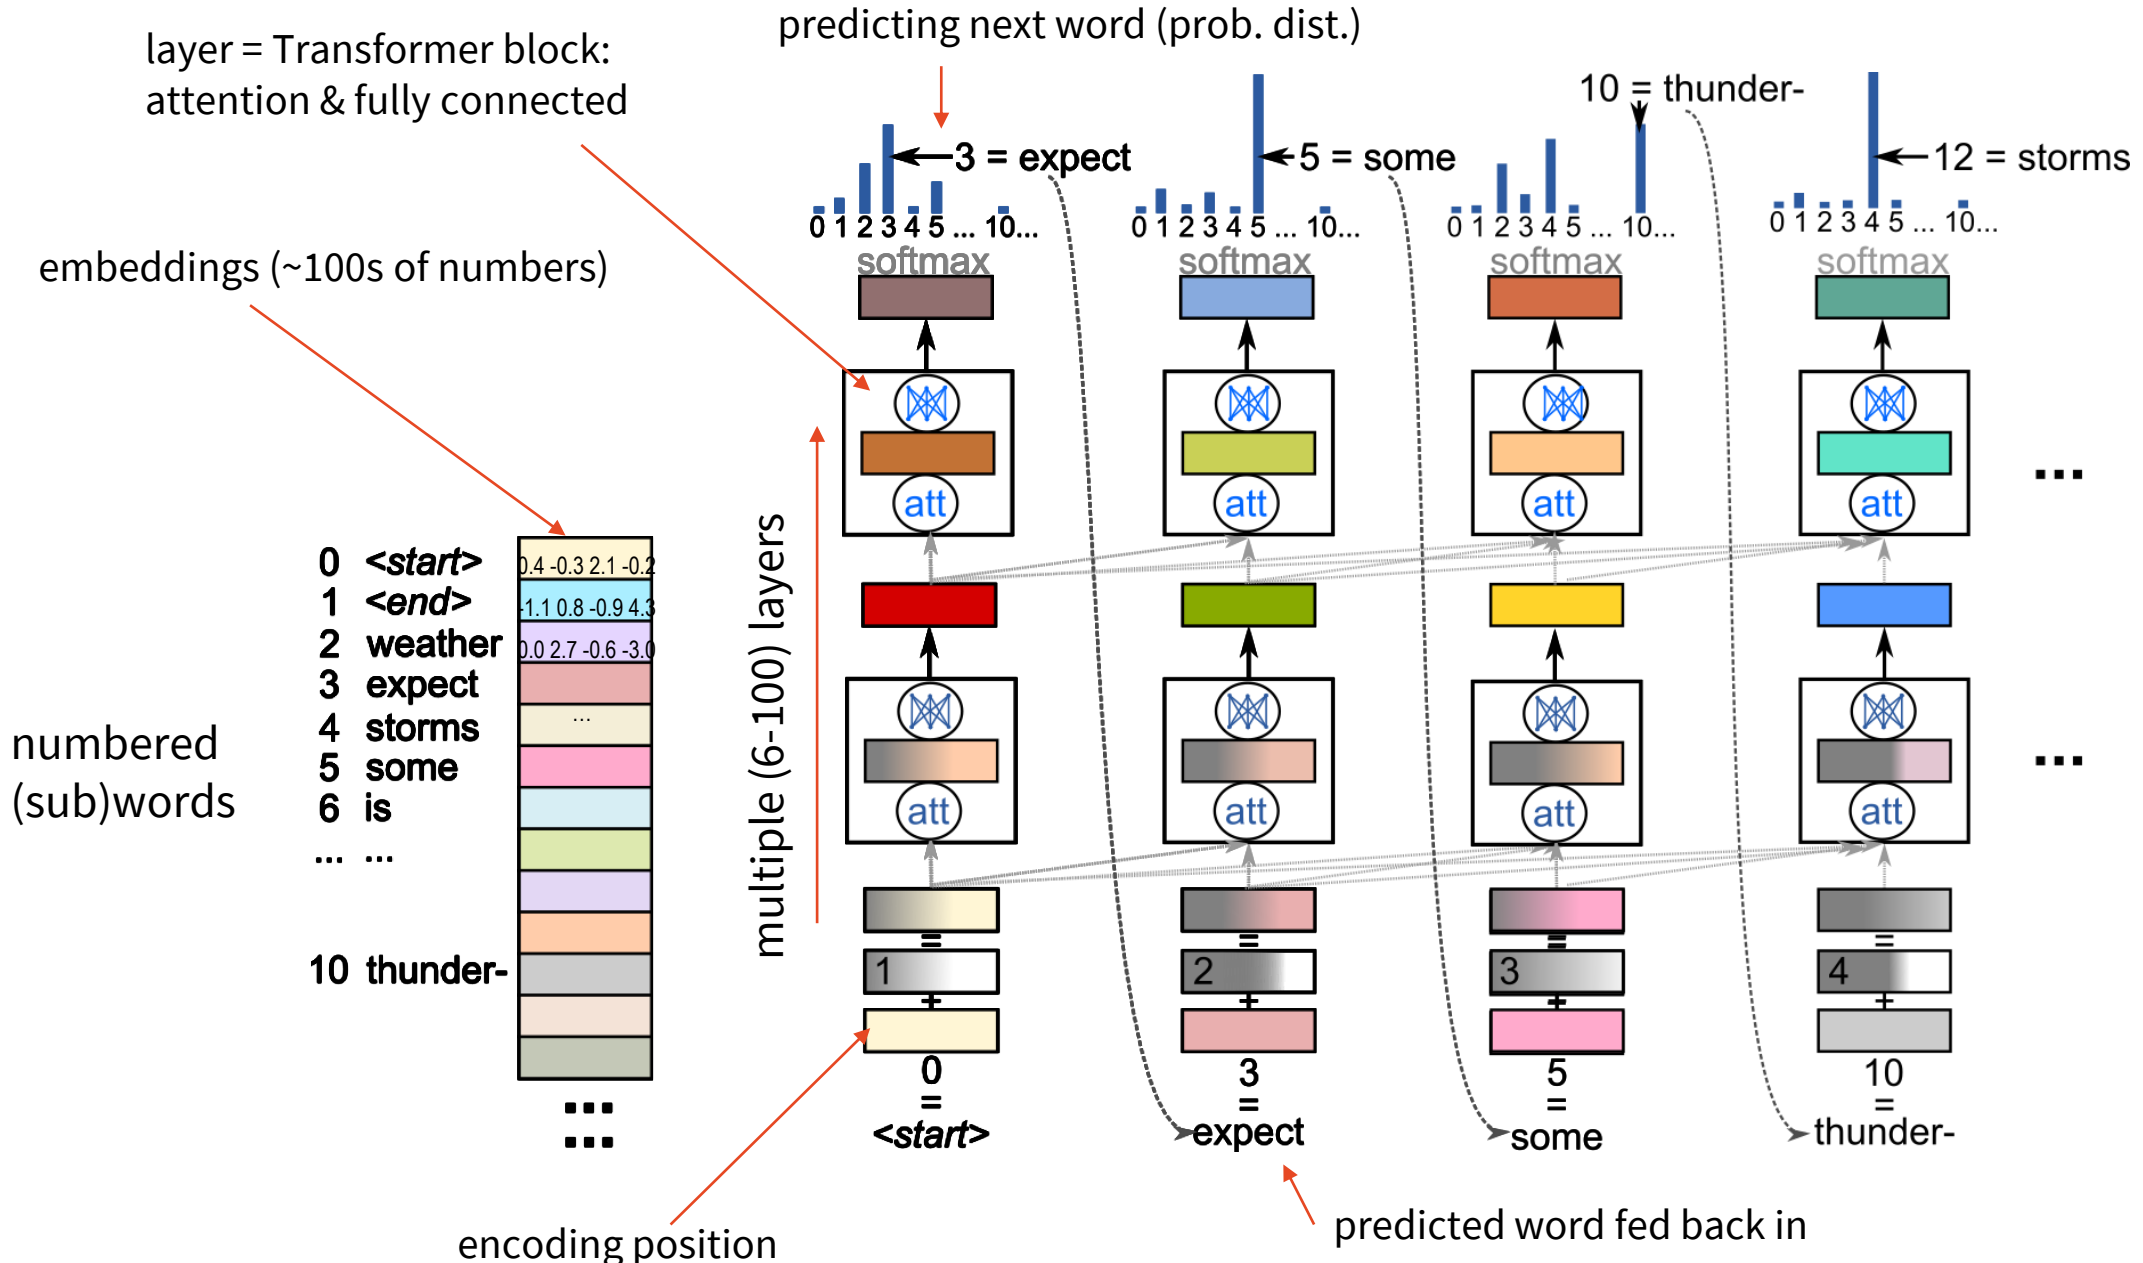 predicting next word (prob. dist.)
layer = Transformer block:
attention & fully connected
10 = thunder-
3 = expect
5 = some
12 = storms
0 1 2 3 4 5 ... 10...
0 1 2 3 4 5 ... 10...
0 1 2 3 4 5 ... 10...
0 1 2 3 4 5 ... 10...
softmax
softmax
softmax
softmax
embeddings (~100s of numbers)
att
att
att
att
...
multiple (6-100) layers
0 <start>
0.4 -0.3 2.1 -0.2
1 <end>
-1.1 0.8 -0.9 4.3
2 weather
0.0 2.7 -0.6 -3.0
3 expect
4 storms
...
5 some
6 is
... ...
10 thunder-
...
...
numbered
(sub)words
att
att
att
att
...
=
=
=
=
1
2
3
4
+
+
+
+
0
3
5
10
=
=
=
=
<start>
expect
some
thunder-
encoding position
predicted word fed back in